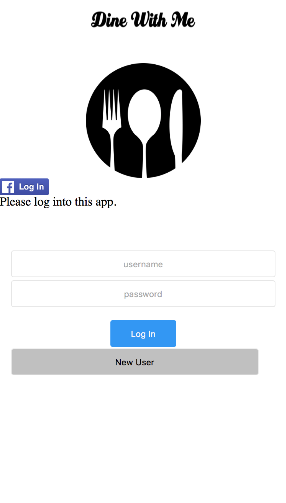 Dine With Me
Log In
Please log into this app.
username
password
Log In
New User